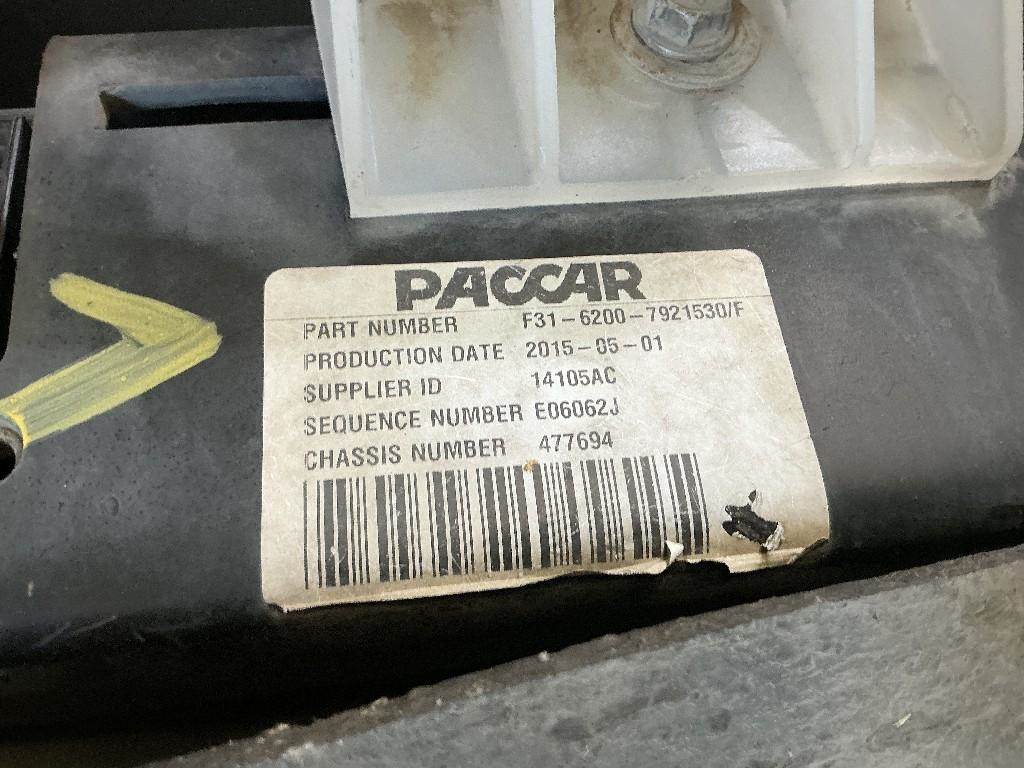 PACCAR
PART NUMBER F31-6200-7921530/F
PRODUCTION DATE 2015-05-01
SUPPLIER ID 14105AC
SEQUENCE NUMBER E06062J
CHASSIS NUMBER 477694